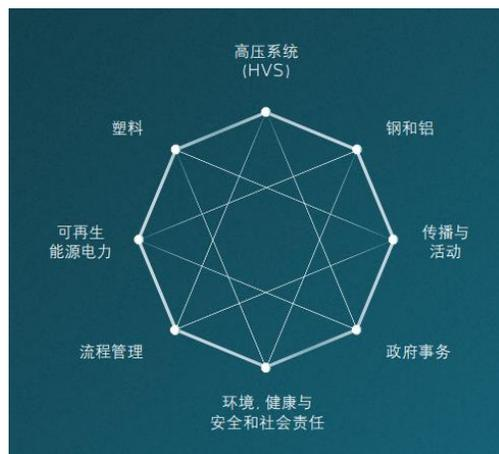 高压系统
(HVS)
塑料
钢和铝
可再生
能源电力
传播与
活动
流程管理
政府事务
环境, 健康与
安全和社会责任